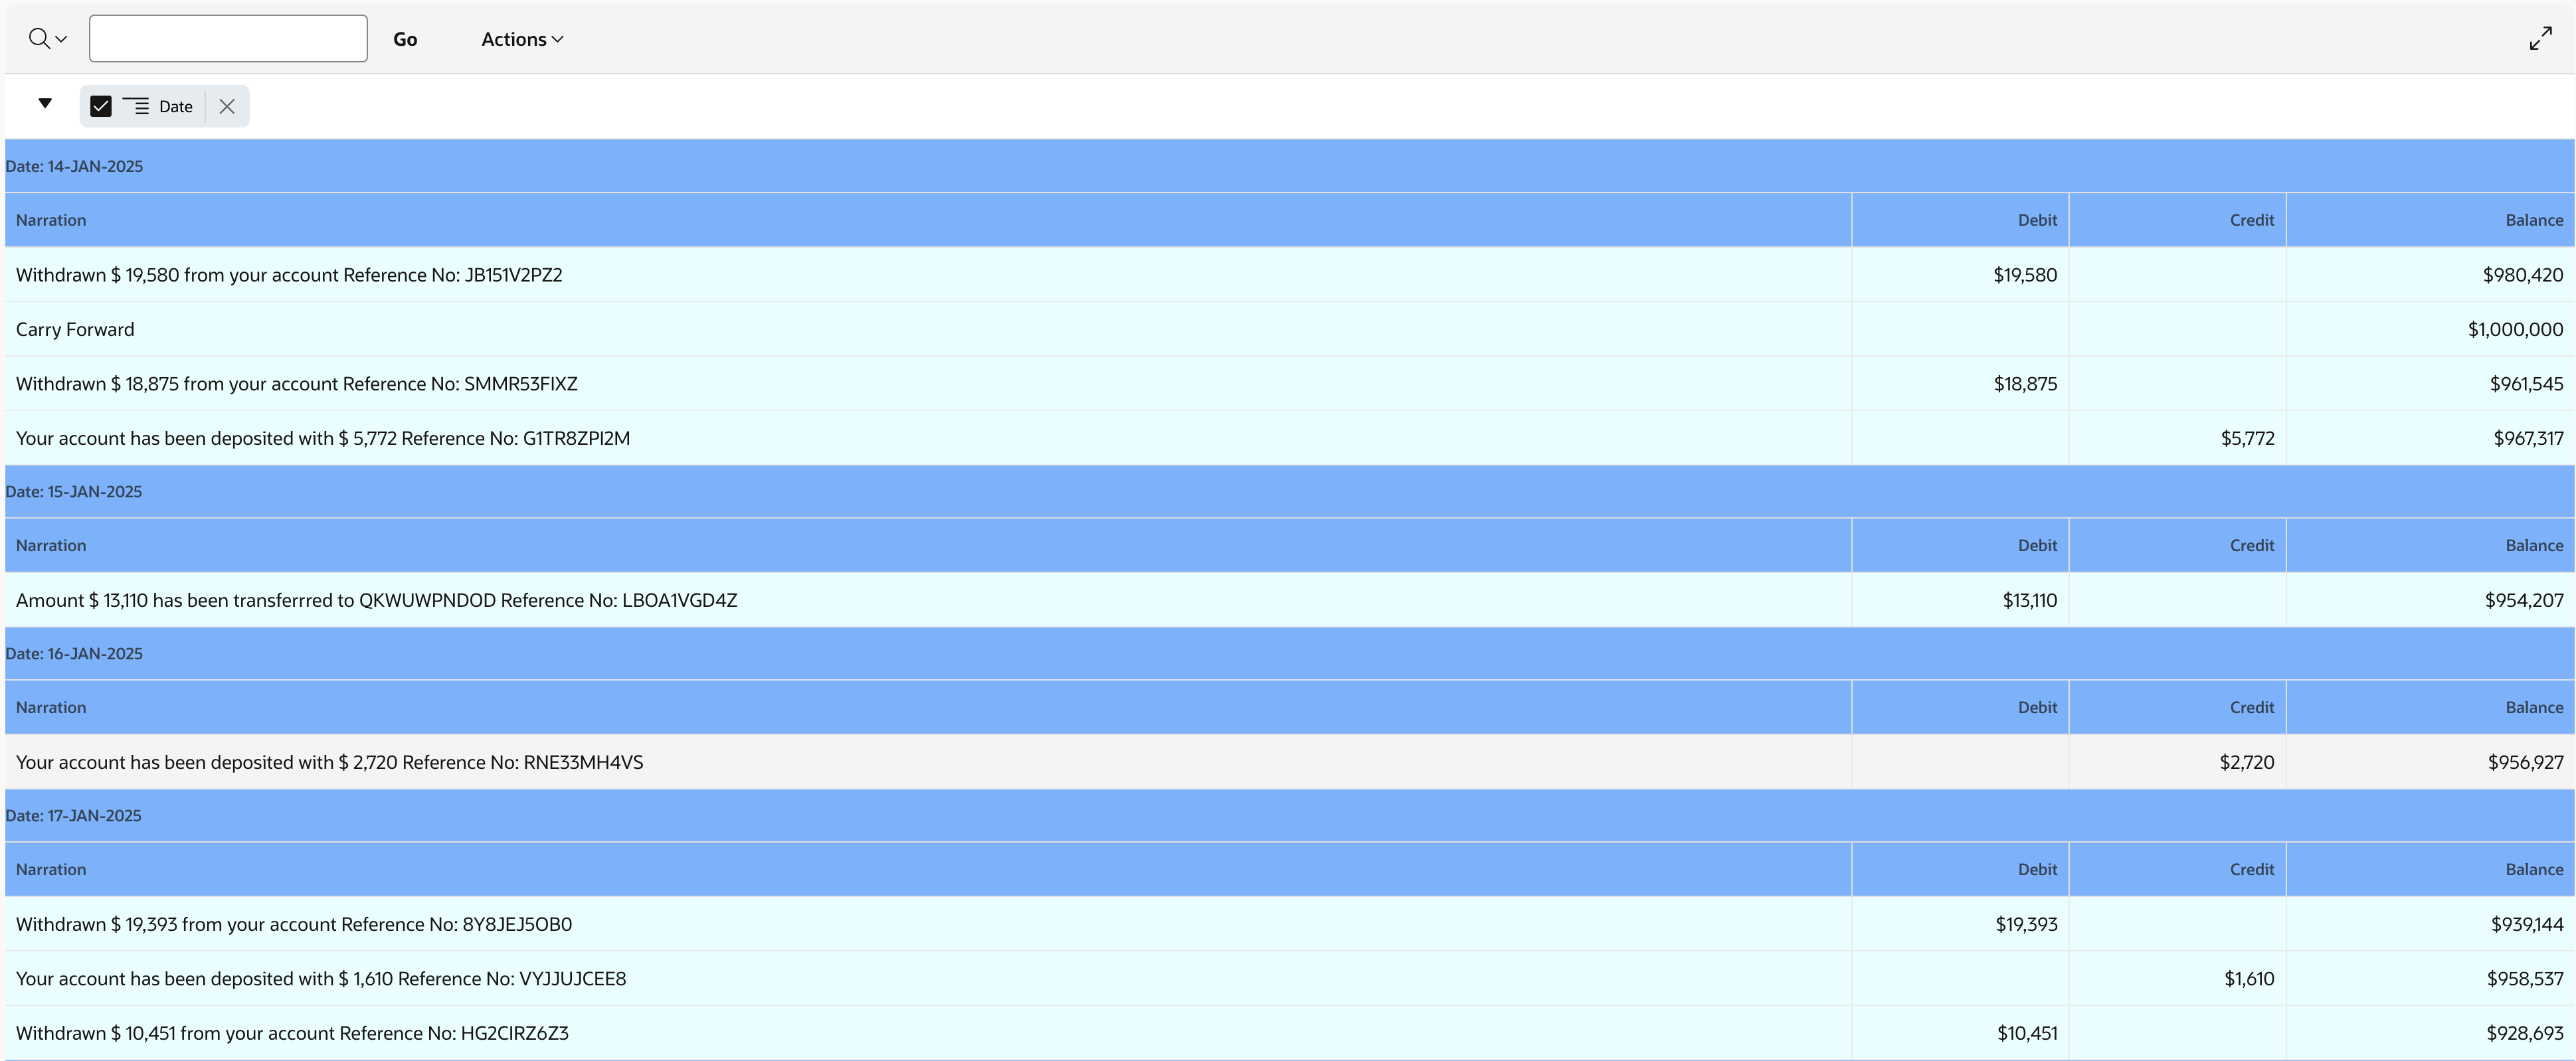 Go Actions
Date
Date: 14-JAN-2025
Narration Debit Credit Balance
Withdrawn $ 19,580 from your account Reference No: JB151V2PZ2 $19,580 $980,420
Carry Forward $1,000,000
Withdrawn $ 18,875 from your account Reference No: SMMR53FIXZ $18,875 $961,545
Your account has been deposited with $ 5,772 Reference No: G1TR8ZPI2M $5,772 $967,317
Date: 15-JAN-2025
Narration Debit Credit Balance
Amount $ 13,110 has been transferrred to QKWUWPNDOD Reference No: LBOA1VGD4Z $13,110 $954,207
Date: 16-JAN-2025
Narration Debit Credit Balance
Your account has been deposited with $ 2,720 Reference No: RNE33MH4VS $2,720 $956,927
Date: 17-JAN-2025
Narration Debit Credit Balance
Withdrawn $ 19,393 from your account Reference No: 8Y8JEJ5OB0 $19,393 $939,144
Your account has been deposited with $ 1,610 Reference No: VYJJUJCEE8 $1,610 $958,537
Withdrawn $ 10,451 from your account Reference No: HG2CIRZ6Z3 $10,451 $928,693